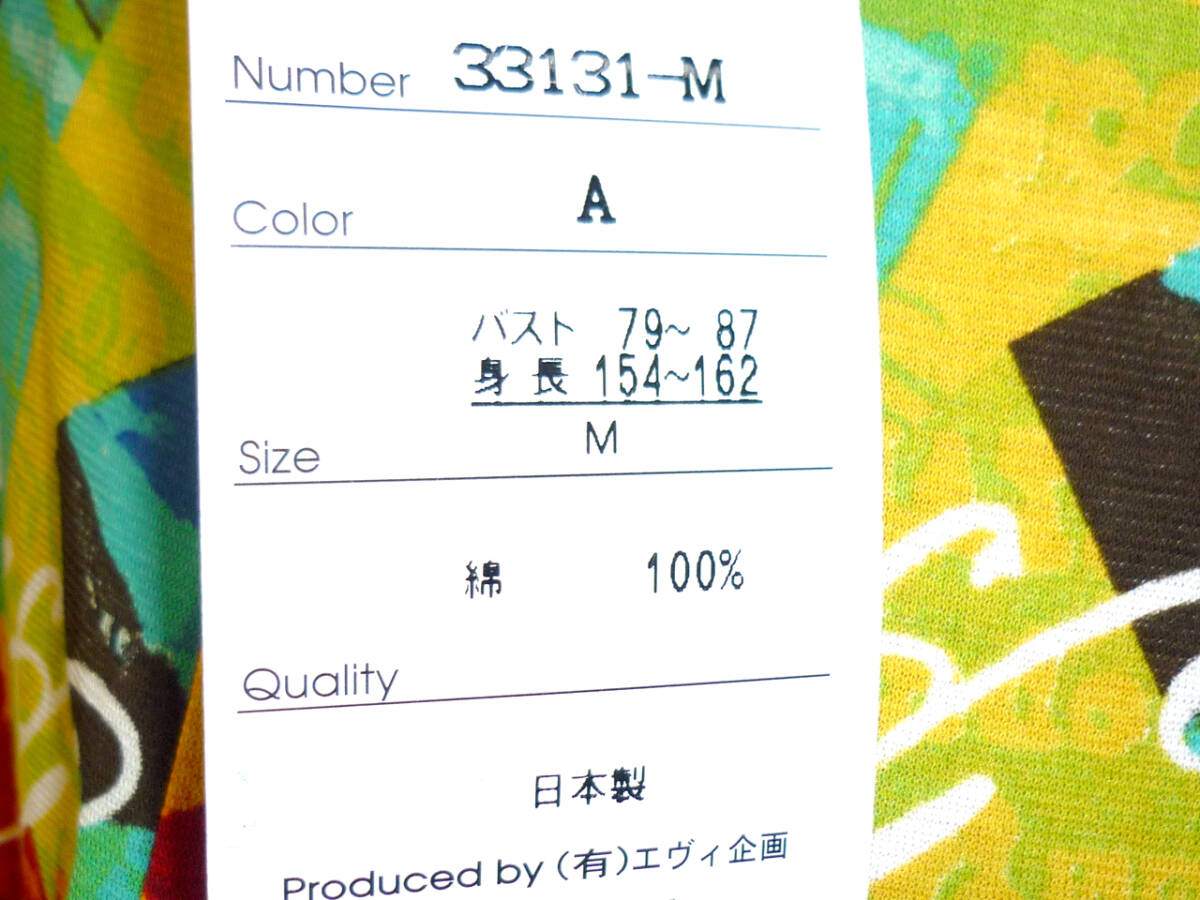 Number 33131-M
Color A
バスト 79~ 87
身長 154~162
M
Size
綿 100%
Quality
日本製
Produced by (有)エヴィ企画